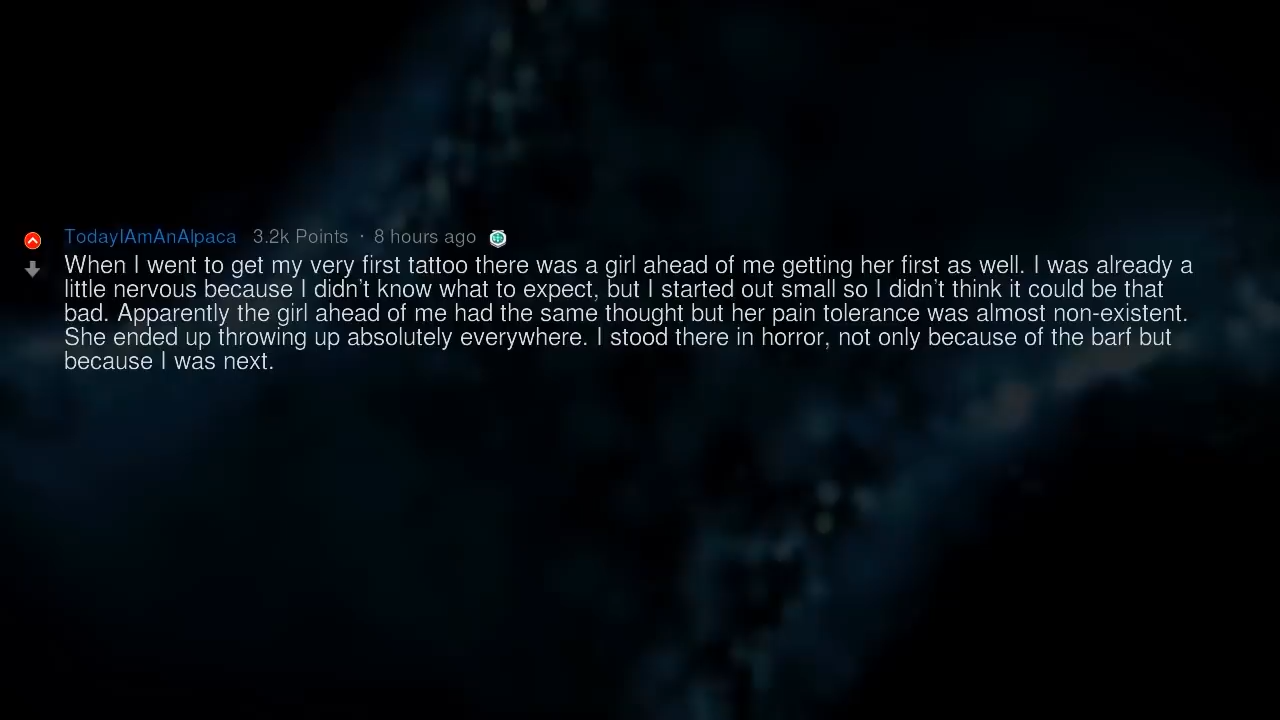 TodayIAmAnAlpaca 3.2k Points · 8 hours ago
When I went to get my very first tattoo there was a girl ahead of me getting her first as well. I was already a
little nervous because I didn't know what to expect, but I started out small so I didn't think it could be that
bad. Apparently the girl ahead of me had the same thought but her pain tolerance was almost non-existent.
She ended up throwing up absolutely everywhere. I stood there in horror, not only because of the barf but
because I was next.